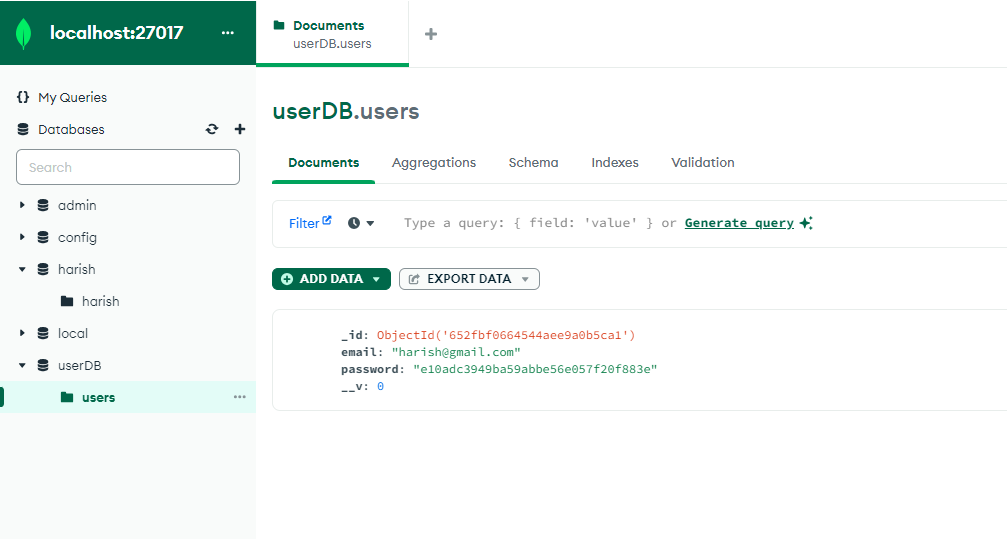 localhost:27017 ...
Documents
userDB.users
+
{} My Queries
Databases
Search
admin
config
harish
harish
local
userDB
users ...
userDB.users
Documents Aggregations Schema Indexes Validation
Filter Type a query: { field: 'value' } or Generate query
ADD DATA EXPORT DATA
_id: ObjectId('652fbf0664544aee9a0b5ca1')
email: "harish@gmail.com"
password: "e10adc3949ba59abbe56e057f20f883e"
__v: 0